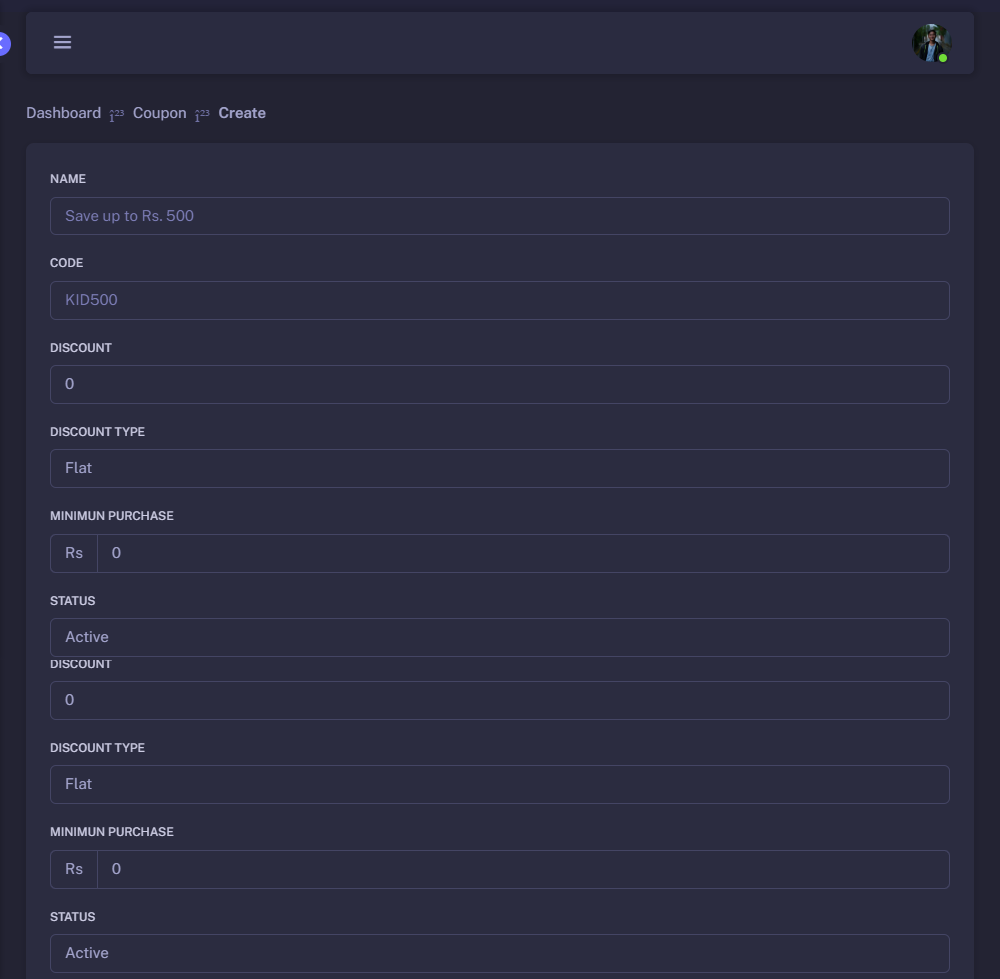 Dashboard Coupon Create
NAME
Save up to Rs. 500
CODE
KID500
DISCOUNT
0
DISCOUNT TYPE
Flat
MINIMUN PURCHASE
Rs 0
STATUS
Active
DISCOUNT
0
DISCOUNT TYPE
Flat
MINIMUN PURCHASE
Rs 0
STATUS
Active